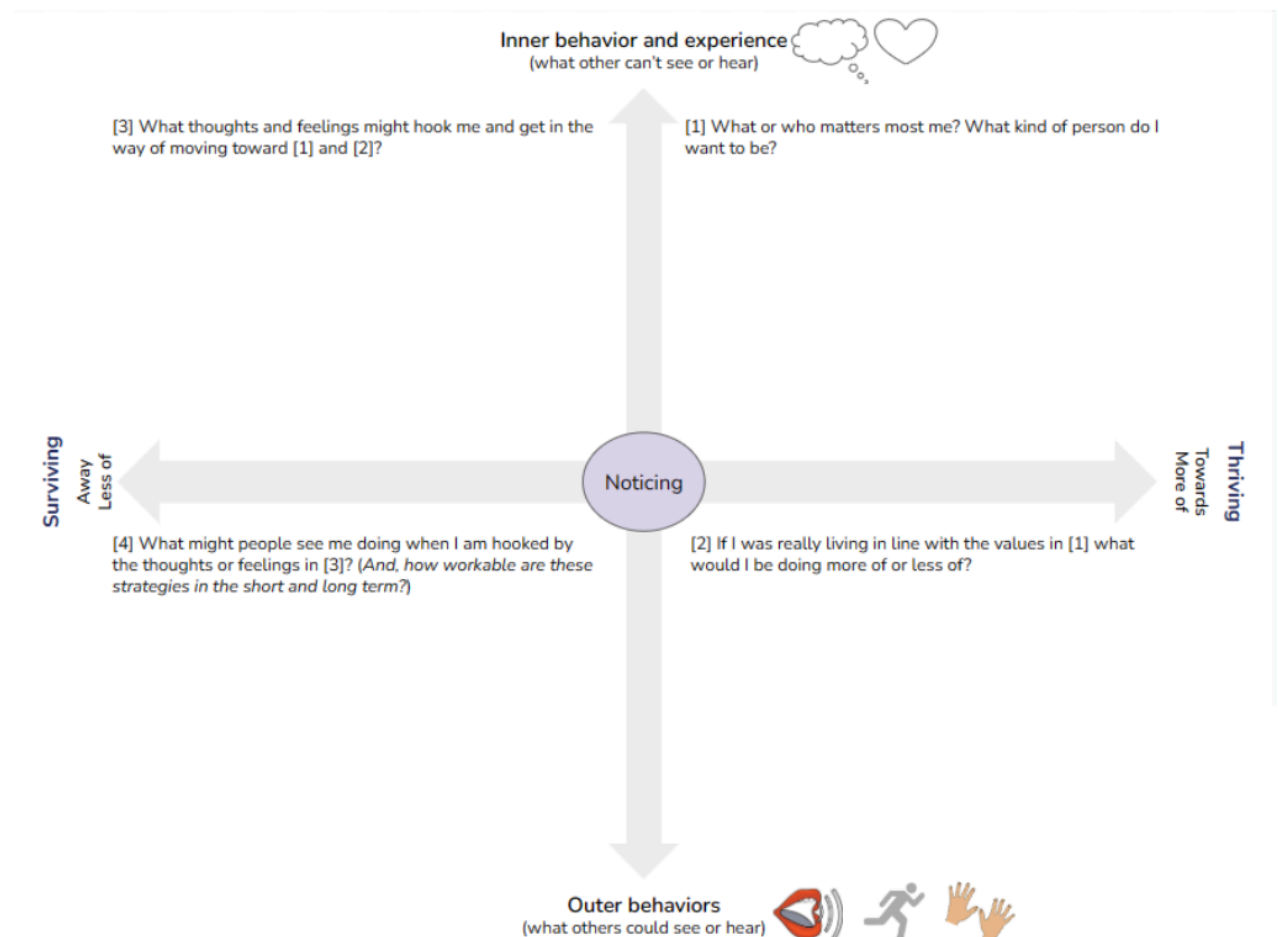 Inner behavior and experience
(what other can't see or hear)
[3] What thoughts and feelings might hook me and get in the
way of moving toward [1] and [2]?
[1] What or who matters most me? What kind of person do I
want to be?
Surviving
Away
Less of
Noticing
Towards
More of
Thriving
[4] What might people see me doing when I am hooked by
the thoughts or feelings in [3]? (And, how workable are these
strategies in the short and long term?)
[2] If I was really living in line with the values in [1] what
would I be doing more of or less of?
Outer behaviors
(what others could see or hear)